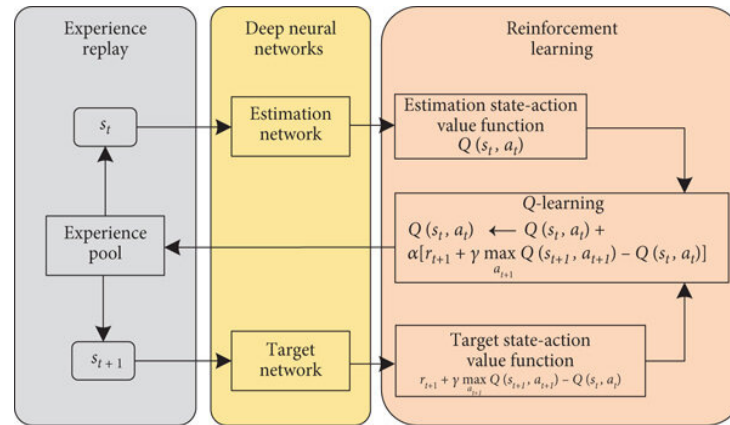 Experience
replay
Deep neural
networks
Reinforcement
learning
s_t
Estimation
network
Estimation state-action
value function
Q (s_t, a_t)
Experience
pool
Q-learning
Q (s_t, a_t) ⟵ Q (s_t, a_t) +
α[r_{t+1} + γ max_{a_{t+1}} Q (s_{t+1}, a_{t+1}) – Q (s_t, a_t)]
s_{t+1}
Target
network
Target state-action
value function
r_{t+1} + γ max_{a_{t+1}} Q (s_{t+1}, a_{t+1}) – Q (s_t, a_t)